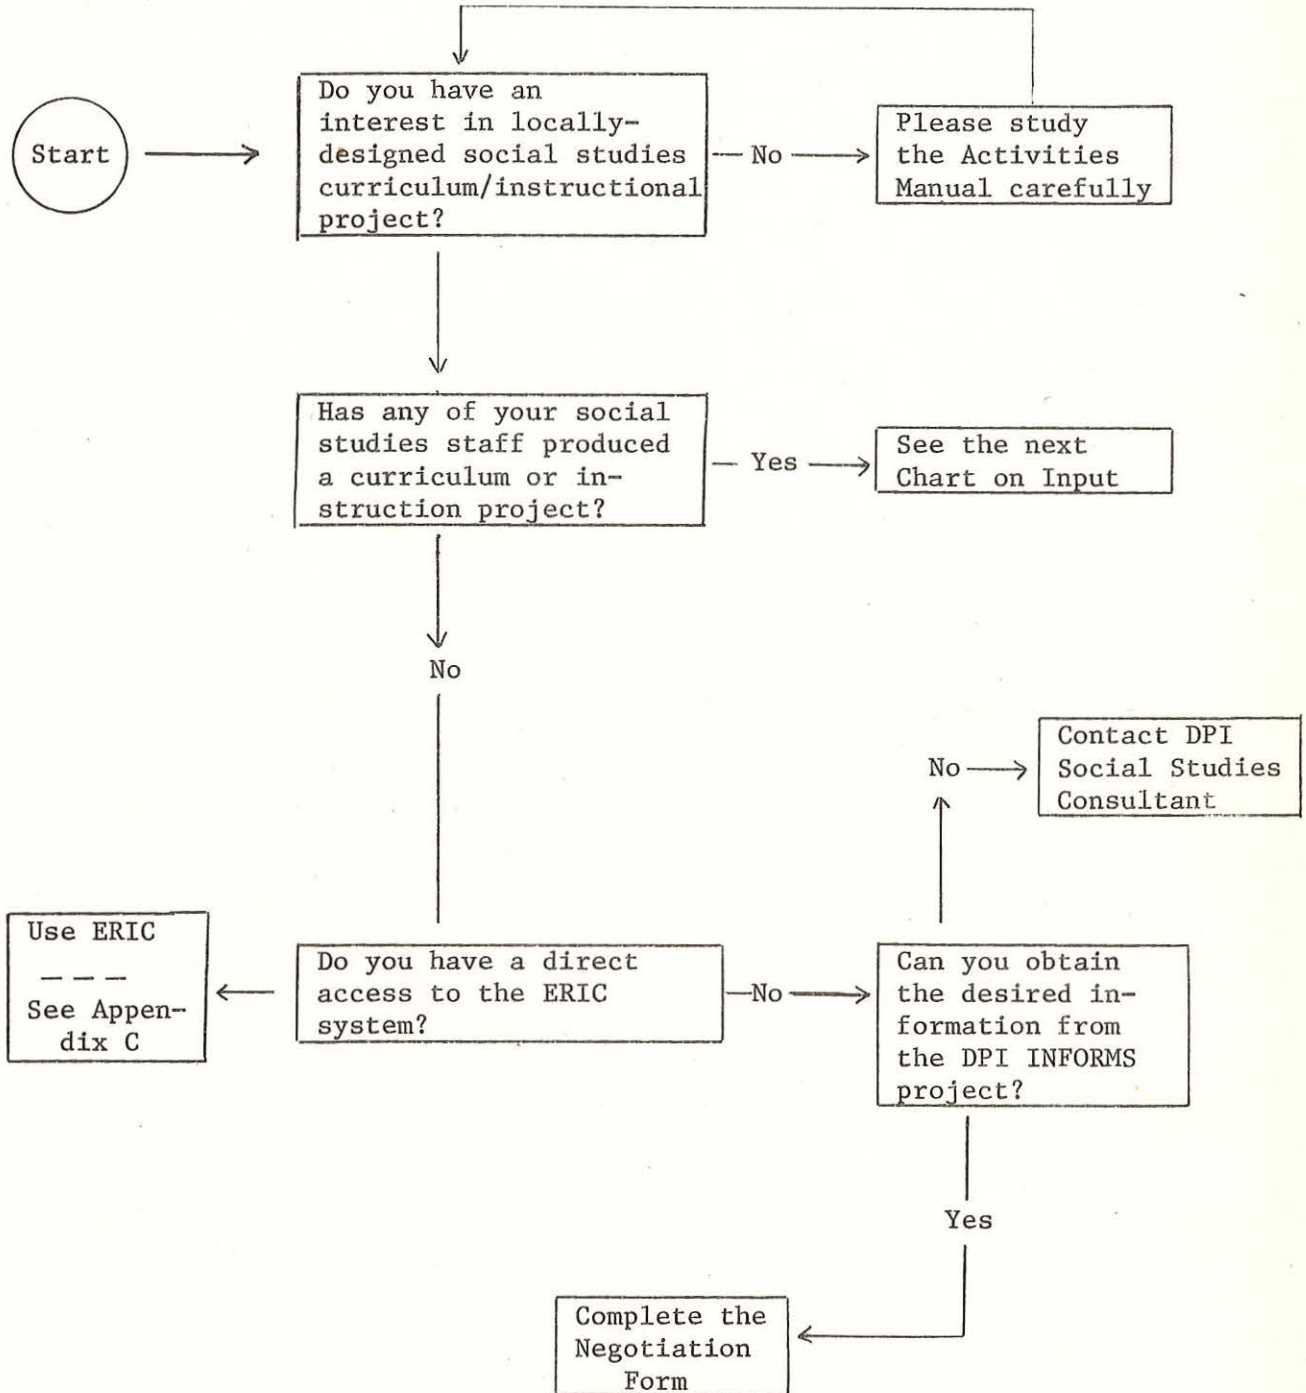 Start
Do you have an
interest in locally-
designed social studies
curriculum/instructional
project?
No
Please study
the Activities
Manual carefully
Has any of your social
studies staff produced
a curriculum or in-
struction project?
Yes
See the next
Chart on Input
No
No
Contact DPI
Social Studies
Consultant
Use ERIC
See Appen-
dix C
Do you have a direct
access to the ERIC
system?
No
Can you obtain
the desired in-
formation from
the DPI INFORMS
project?
Yes
Complete the
Negotiation
Form